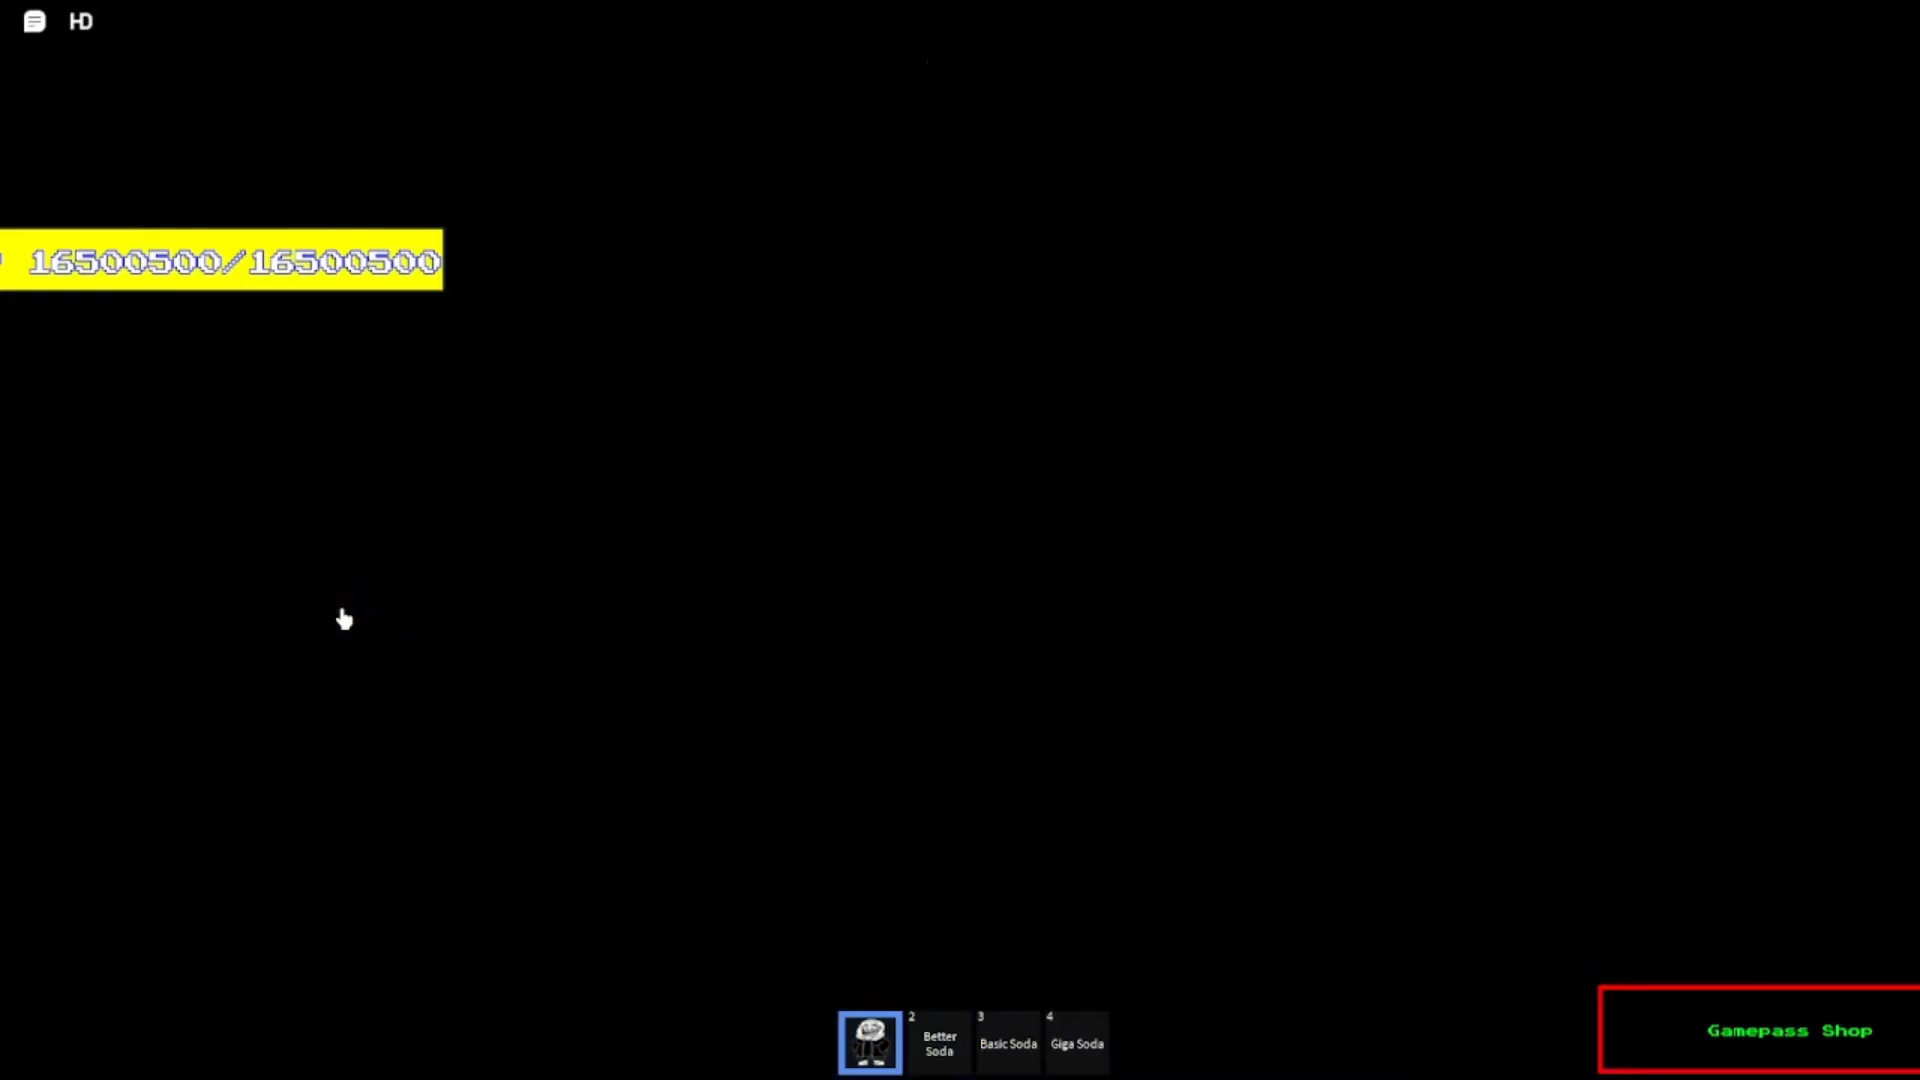 HD
16500500/16500500
2
Better
Soda
3
Basic Soda
4
Giga Soda
Gamepass Shop